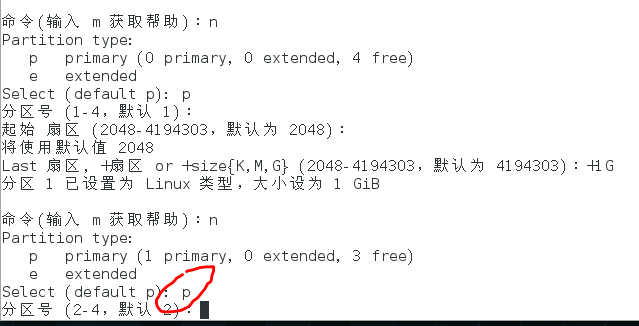 命令(输入 m 获取帮助)：n
Partition type:
   p   primary (0 primary, 0 extended, 4 free)
   e   extended
Select (default p): p
分区号 (1-4，默认 1)：
起始 扇区 (2048-4194303，默认为 2048)：
将使用默认值 2048
Last 扇区, +扇区 or +size{K,M,G} (2048-4194303，默认为 4194303)：+1G
分区 1 已设置为 Linux 类型，大小设为 1 GiB
命令(输入 m 获取帮助)：n
Partition type:
   p   primary (1 primary, 0 extended, 3 free)
   e   extended
Select (default p): p
分区号 (2-4，默认 2)：